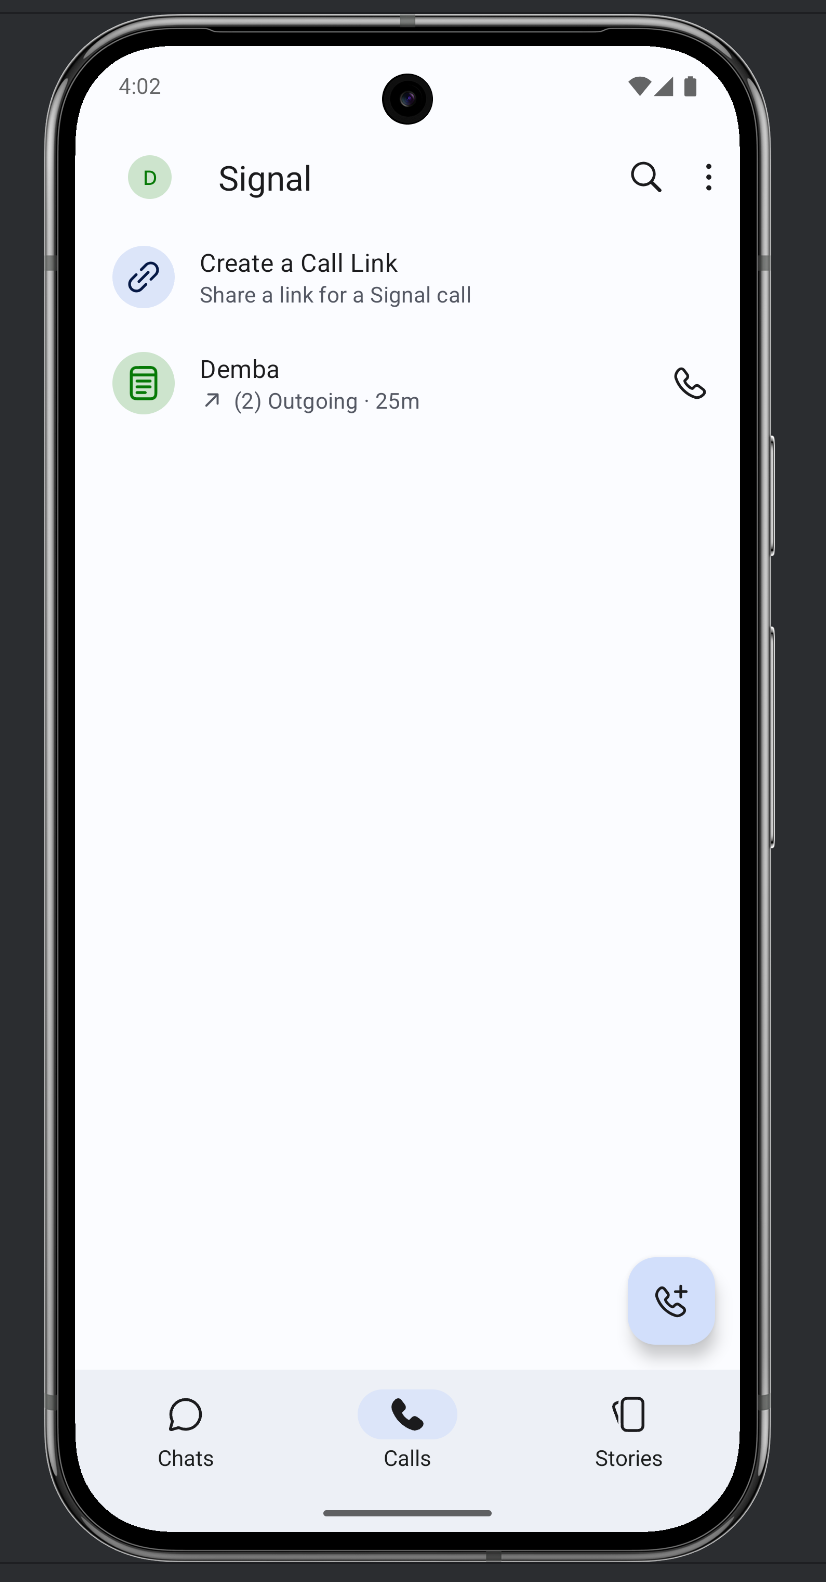 4:02
D
Signal
Create a Call Link
Share a link for a Signal call
Demba
(2) Outgoing · 25m
Chats
Calls
Stories